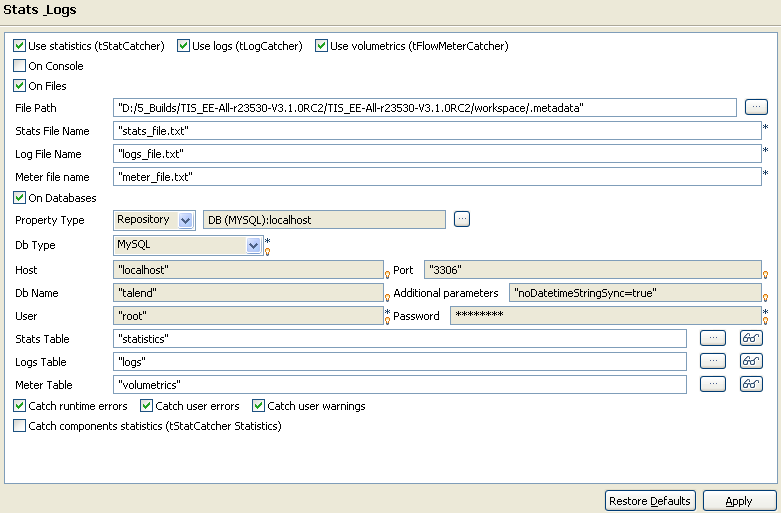 Stats _Logs
Use statistics (tStatCatcher) Use logs (tLogCatcher) Use volumetrics (tFlowMeterCatcher)
On Console
On Files
File Path "D:/5_Builds/TIS_EE-All-r23530-V3.1.0RC2/TIS_EE-All-r23530-V3.1.0RC2/workspace/.metadata" ...
Stats File Name "stats_file.txt" *
Log File Name "logs_file.txt" *
Meter file name "meter_file.txt" *
On Databases
Property Type Repository DB (MYSQL):localhost ...
Db Type MySQL *
Host "localhost" Port "3306"
Db Name "talend" Additional parameters "noDatetimeStringSync=true"
User "root" * Password ******** *
Stats Table "statistics" ...
Logs Table "logs" ...
Meter Table "volumetrics" ...
Catch runtime errors Catch user errors Catch user warnings
Catch components statistics (tStatCatcher Statistics)
Restore Defaults Apply